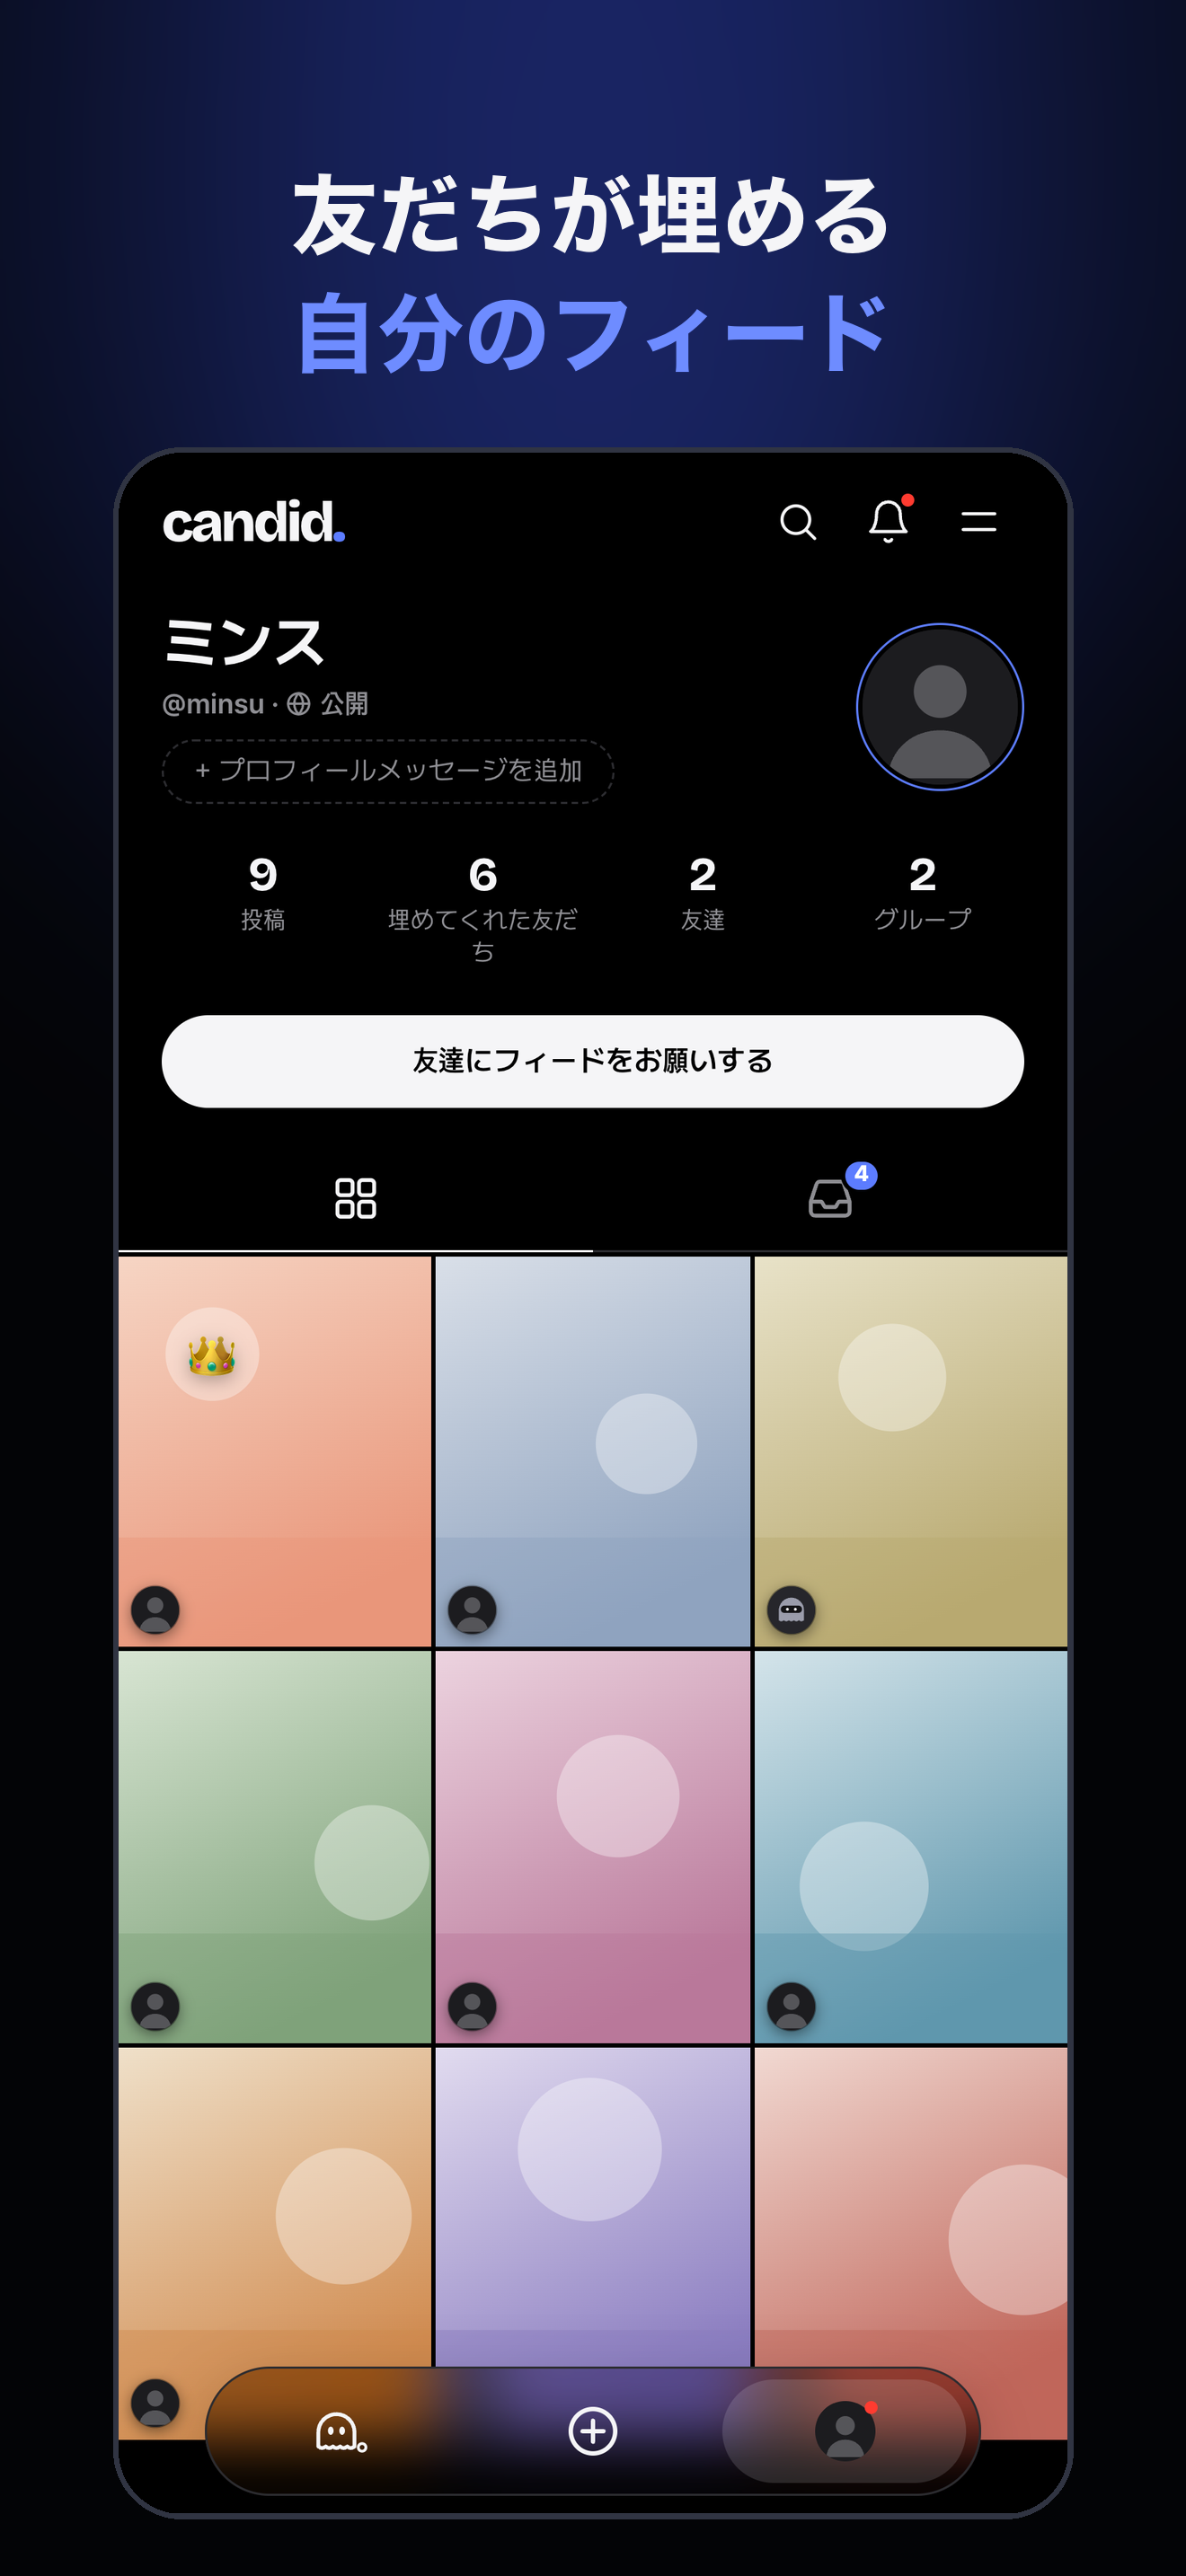 友だちが埋める
自分のフィード
candid.
ミンス
@minsu · 公開
+ プロフィールメッセージを追加
9
投稿
6
埋めてくれた友だ
ち
2
友達
2
グループ
友達にフィードをお願いする
4